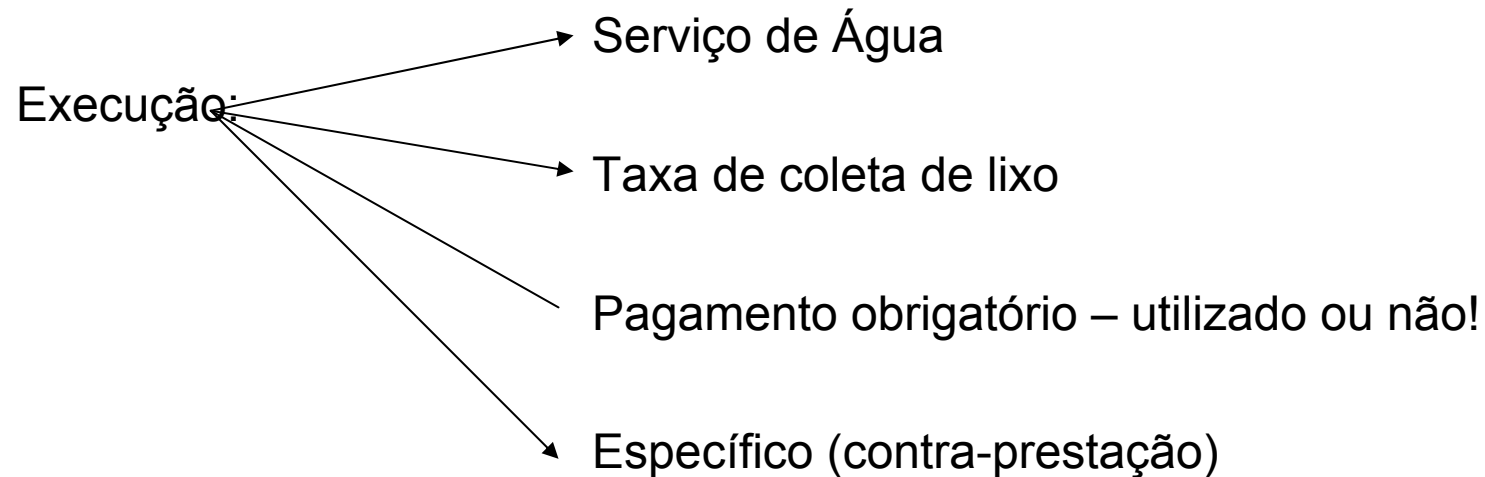 Serviço de Água
Execução:
Taxa de coleta de lixo
Pagamento obrigatório – utilizado ou não!
Específico (contra-prestação)